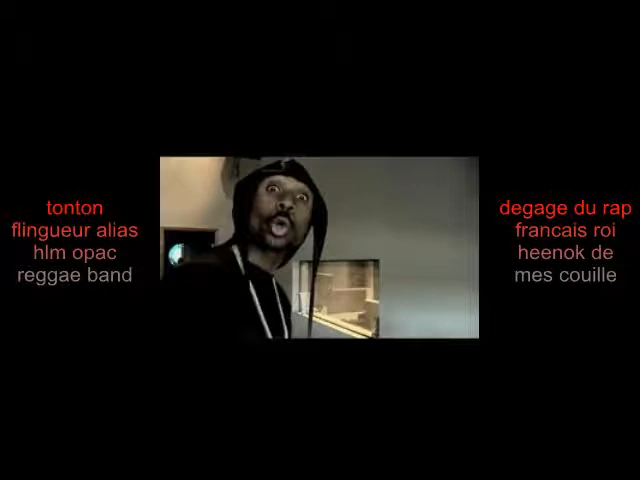 tonton
flingueur alias
hlm opac
reggae band
degage du rap
francais roi
heenok de
mes couille